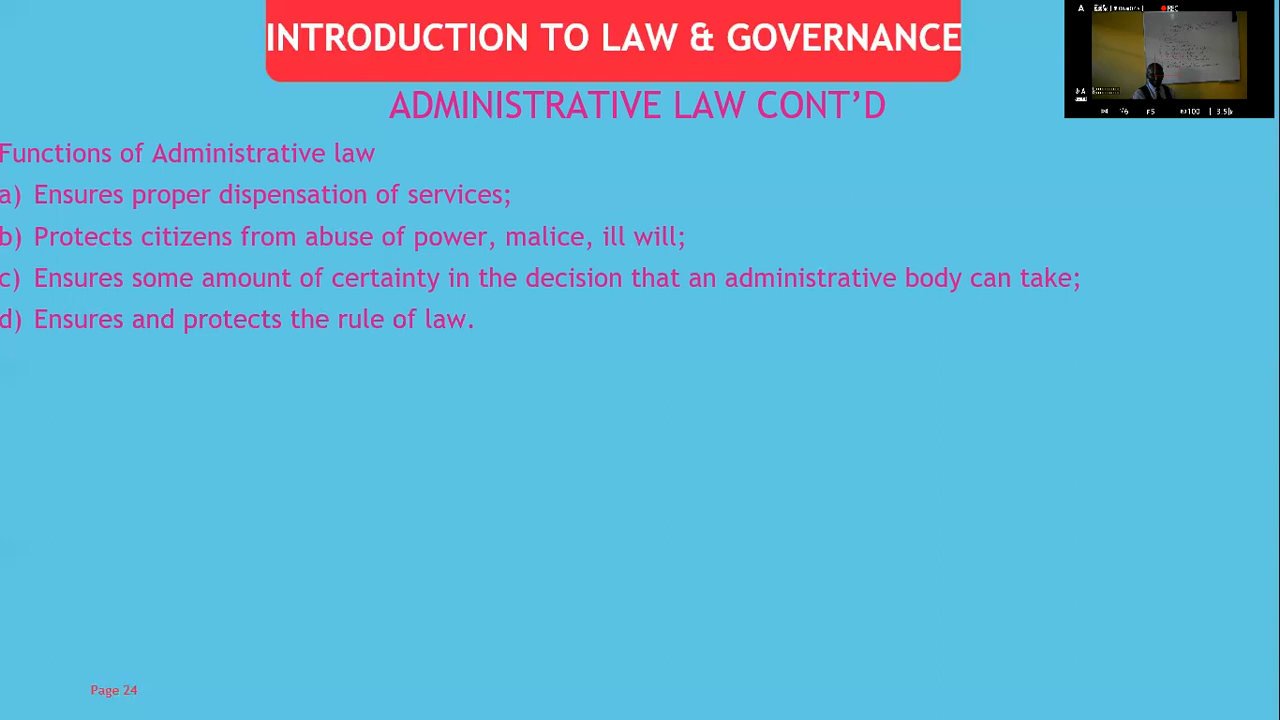 INTRODUCTION TO LAW & GOVERNANCE
ADMINISTRATIVE LAW CONT’D
Functions of Administrative law
a) Ensures proper dispensation of services;
b) Protects citizens from abuse of power, malice, ill will;
c) Ensures some amount of certainty in the decision that an administrative body can take;
d) Ensures and protects the rule of law.
Page 24
A
REC